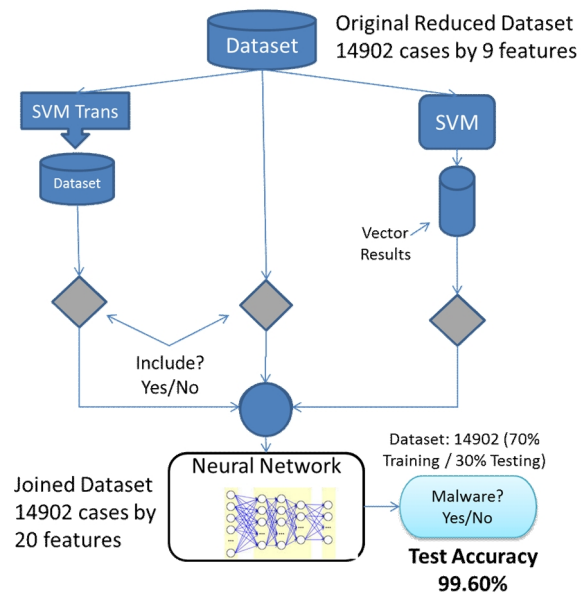 Dataset
Original Reduced Dataset
14902 cases by 9 features
SVM Trans
SVM
Dataset
Vector
Results
Include?
Yes/No
Neural Network
Dataset: 14902 (70%
Training / 30% Testing)
Joined Dataset
14902 cases by
20 features
Malware?
Yes/No
Test Accuracy
99.60%